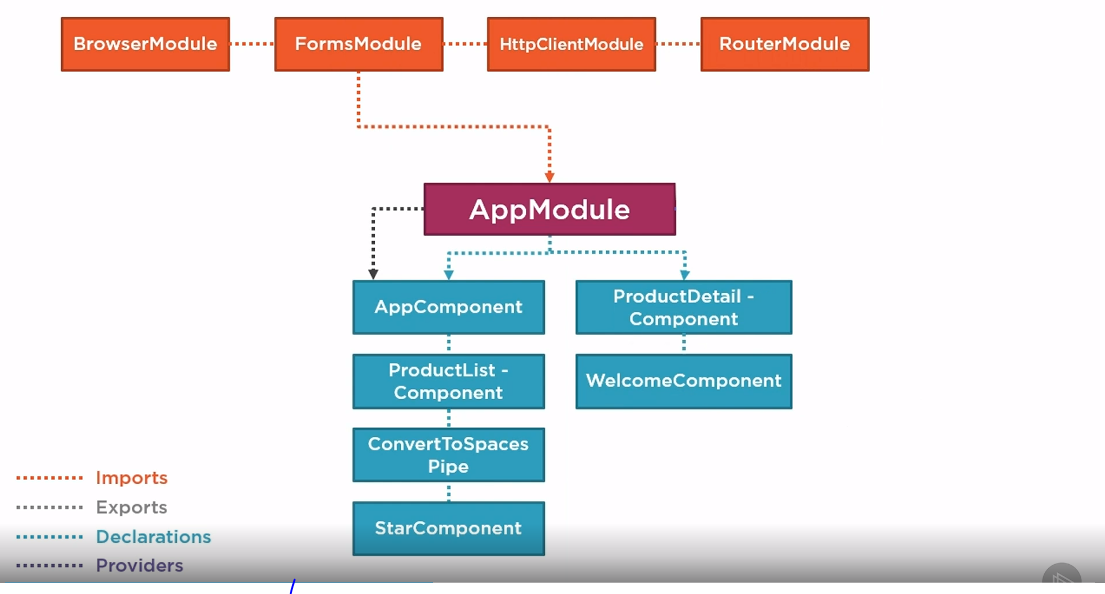 BrowserModule
FormsModule
HttpClientModule
RouterModule
AppModule
AppComponent
ProductDetail -
Component
ProductList -
Component
WelcomeComponent
ConvertToSpaces
Pipe
StarComponent
Imports
Exports
Declarations
Providers